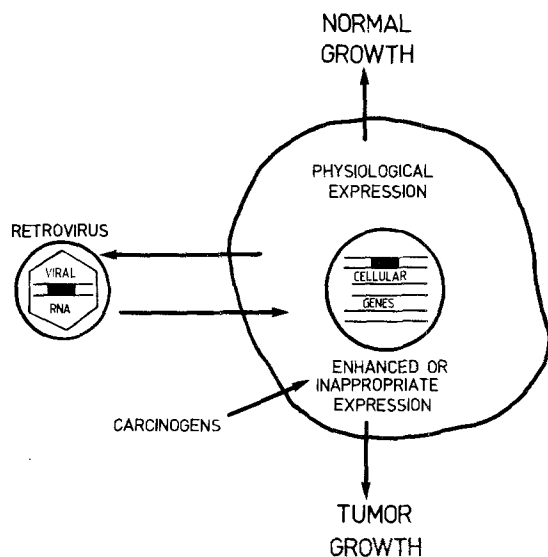 NORMAL
GROWTH
PHYSIOLOGICAL
EXPRESSION
RETROVIRUS
VIRAL
RNA
CELLULAR
GENES
ENHANCED OR
INAPPROPRIATE
EXPRESSION
CARCINOGENS
TUMOR
GROWTH